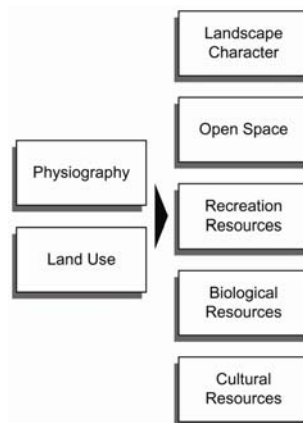 Physiography
Land Use
Landscape
Character
Open Space
Recreation
Resources
Biological
Resources
Cultural
Resources